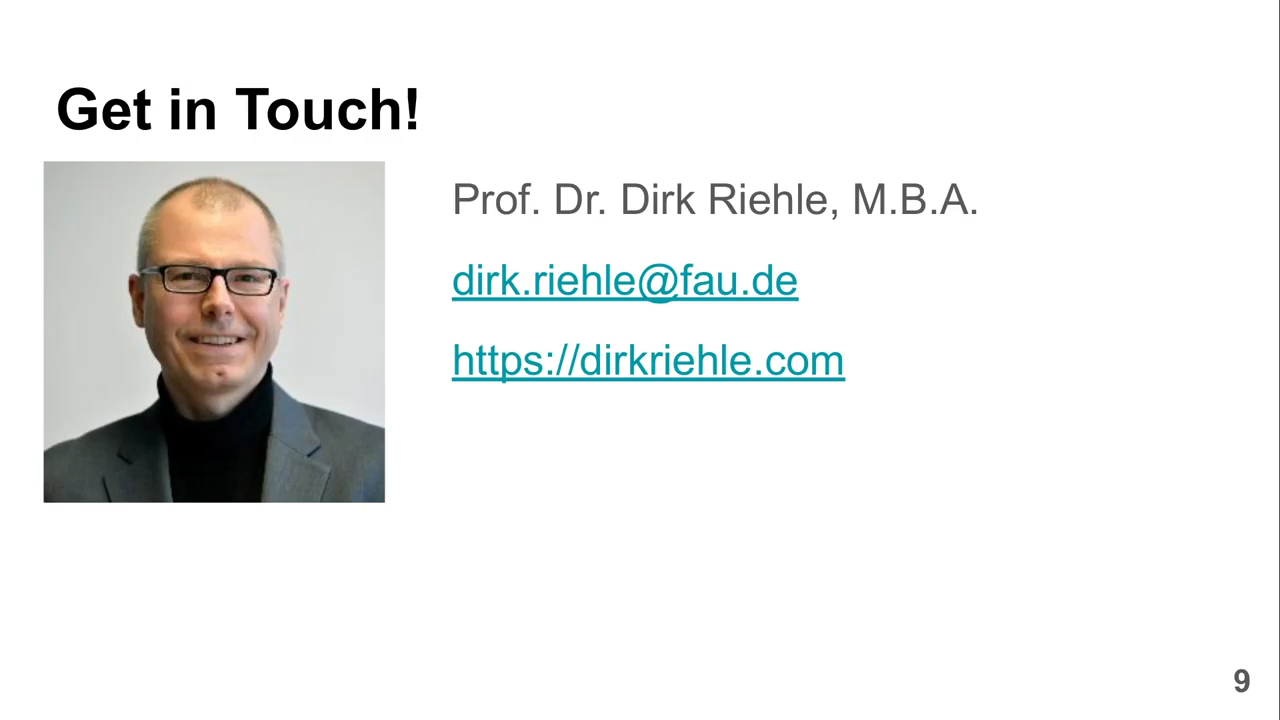 Get in Touch!
Prof. Dr. Dirk Riehle, M.B.A.
dirk.riehle@fau.de
https://dirkriehle.com
9